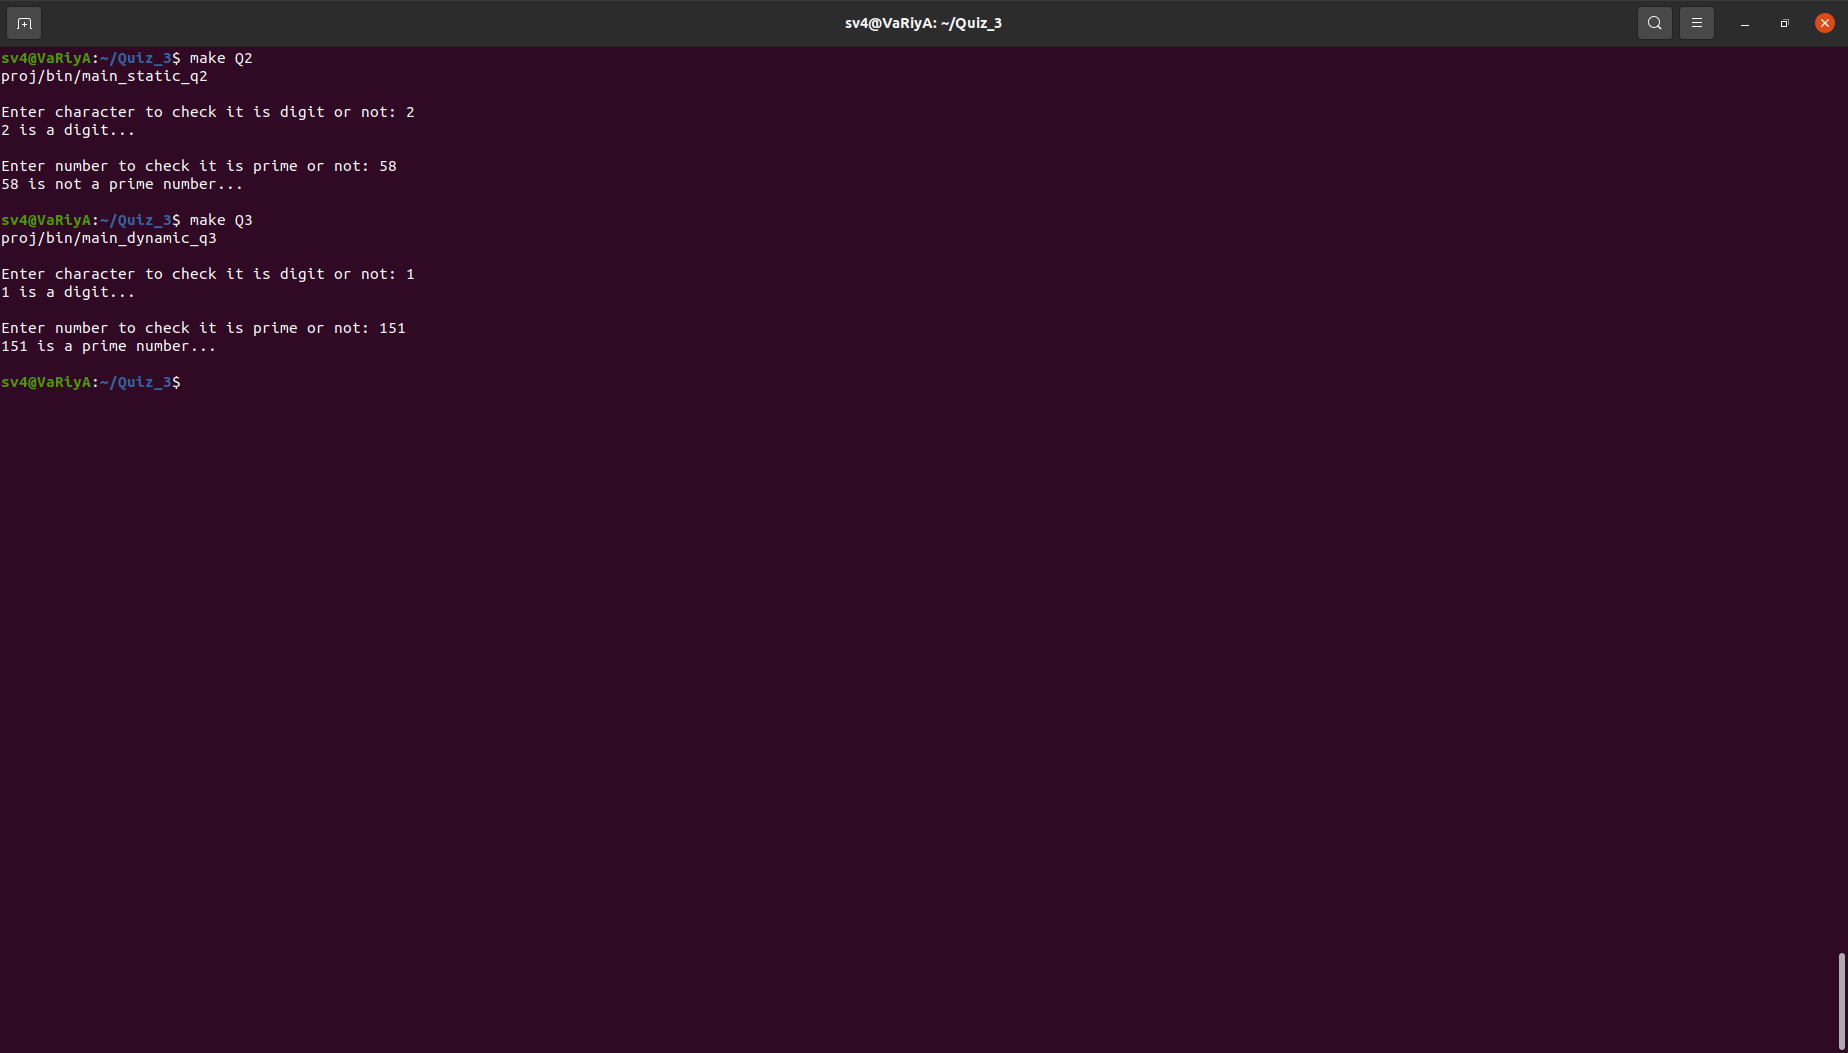 sv4@VaRiyA: ~/Quiz_3
sv4@VaRiyA:~/Quiz_3$ make Q2
proj/bin/main_static_q2
Enter character to check it is digit or not: 2
2 is a digit...
Enter number to check it is prime or not: 58
58 is not a prime number...
sv4@VaRiyA:~/Quiz_3$ make Q3
proj/bin/main_dynamic_q3
Enter character to check it is digit or not: 1
1 is a digit...
Enter number to check it is prime or not: 151
151 is a prime number...
sv4@VaRiyA:~/Quiz_3$